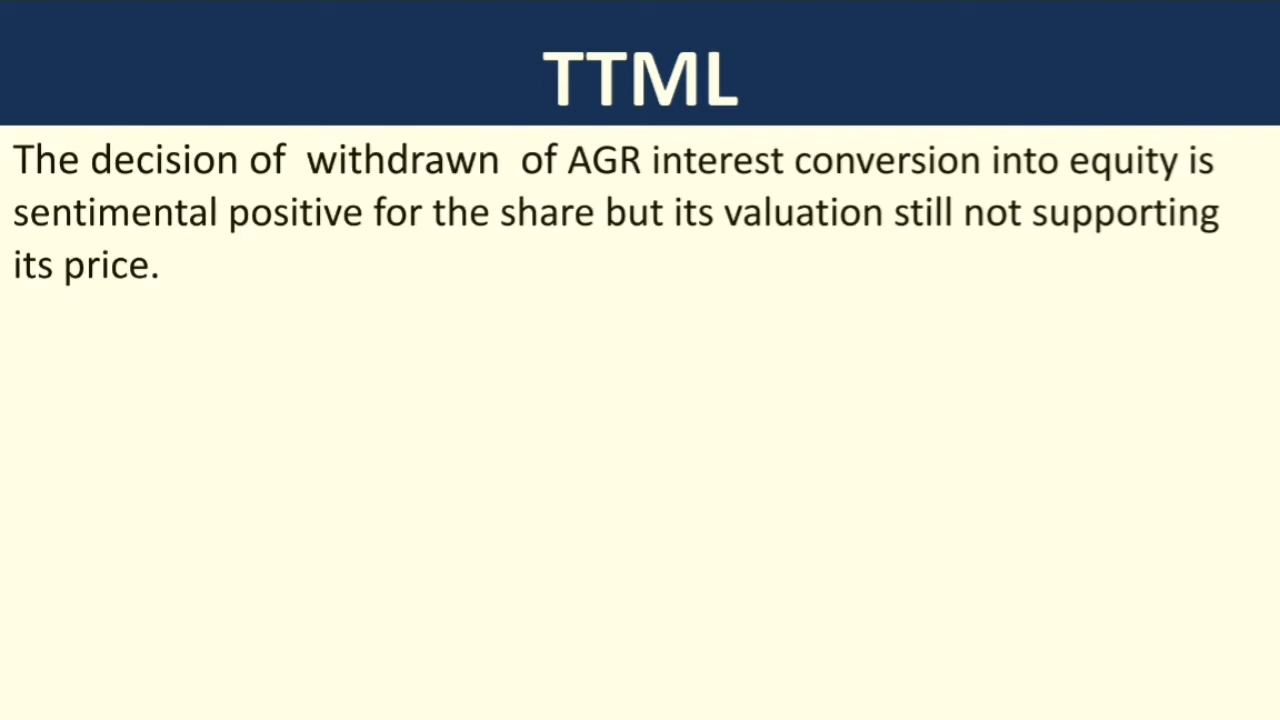 TTML
The decision of withdrawn of AGR interest conversion into equity is
sentimental positive for the share but its valuation still not supporting
its price.